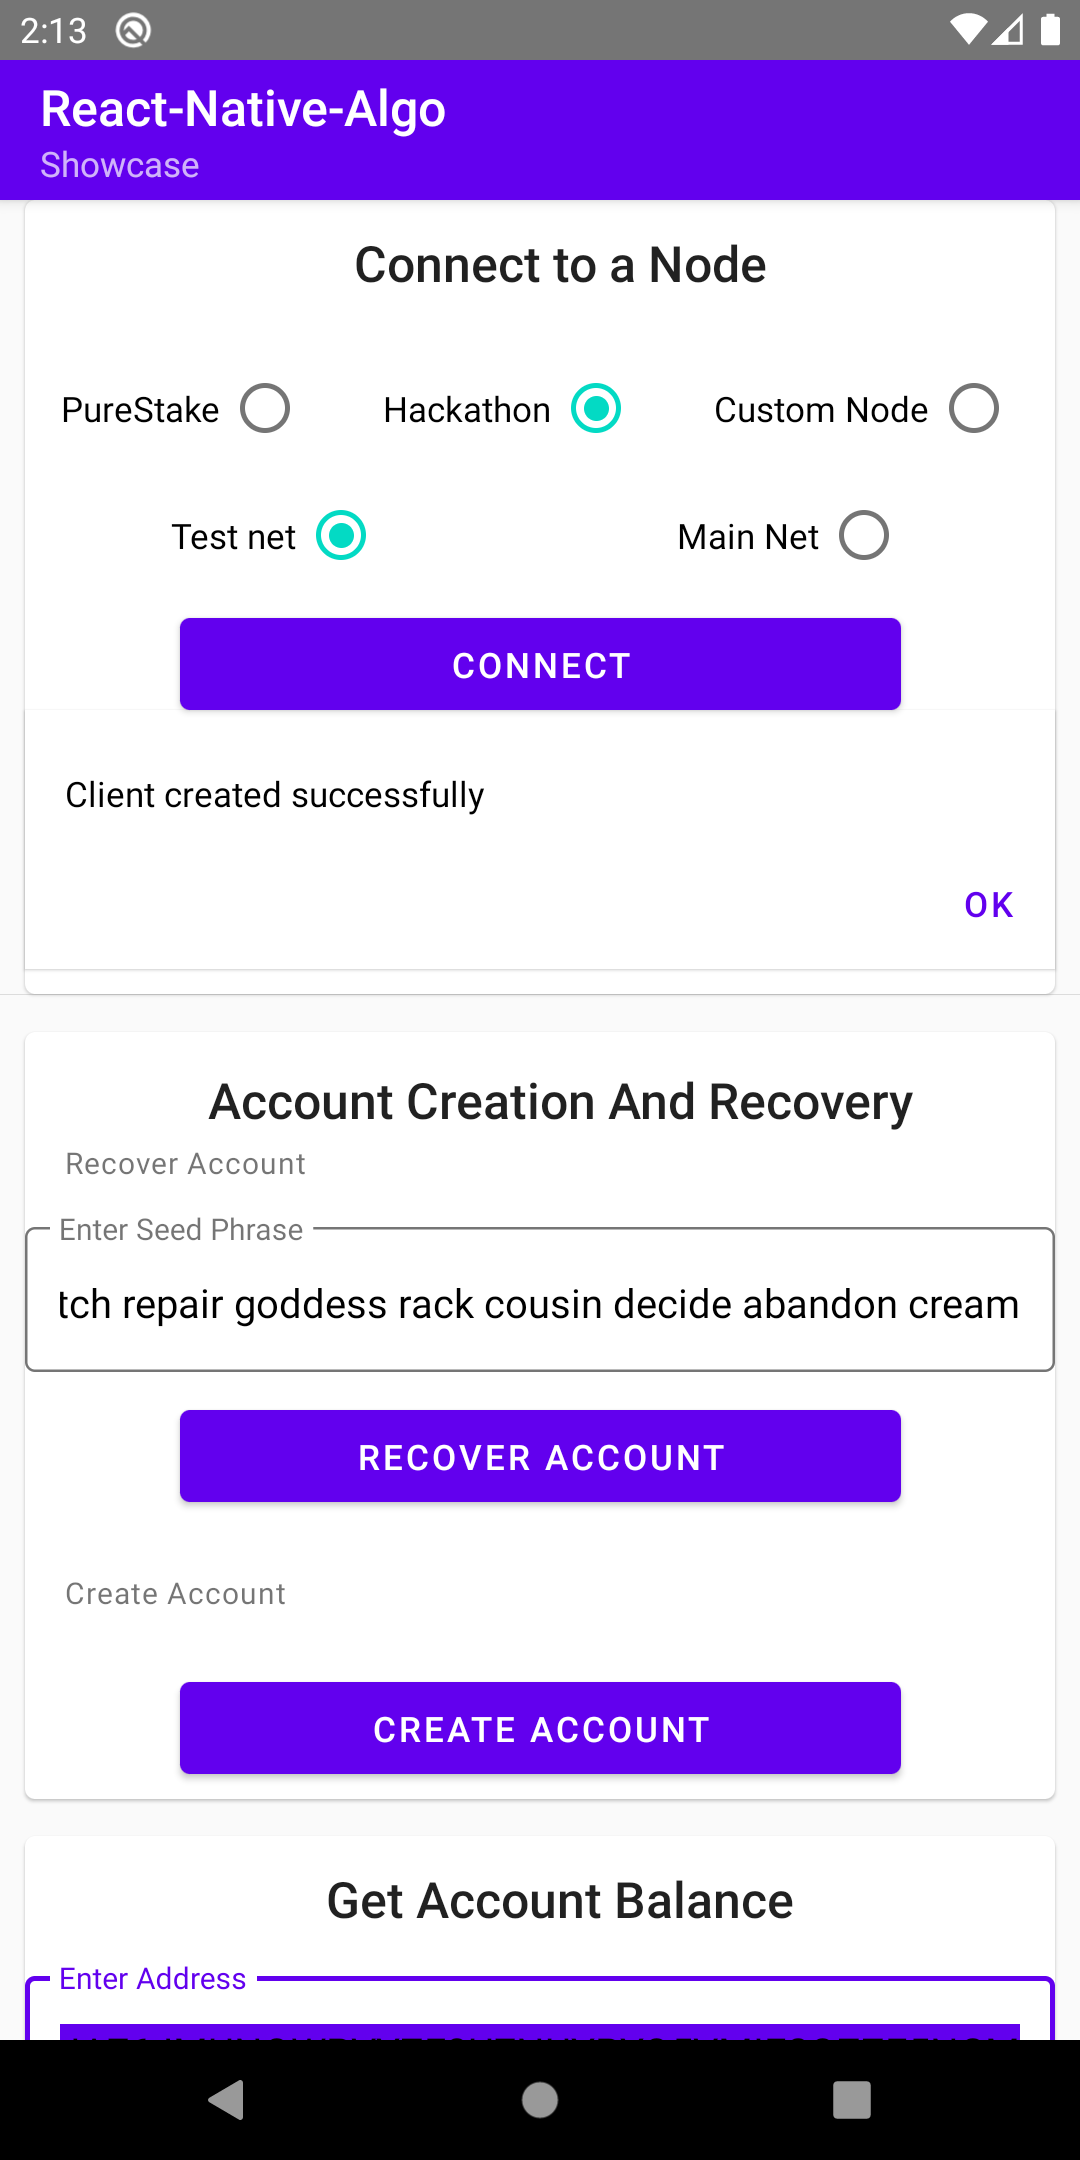 2:13
React-Native-Algo
Showcase
Connect to a Node
PureStake Hackathon Custom Node
Test net Main Net
CONNECT
Client created successfully
OK
Account Creation And Recovery
Recover Account
Enter Seed Phrase
tch repair goddess rack cousin decide abandon cream
RECOVER ACCOUNT
Create Account
CREATE ACCOUNT
Get Account Balance
Enter Address